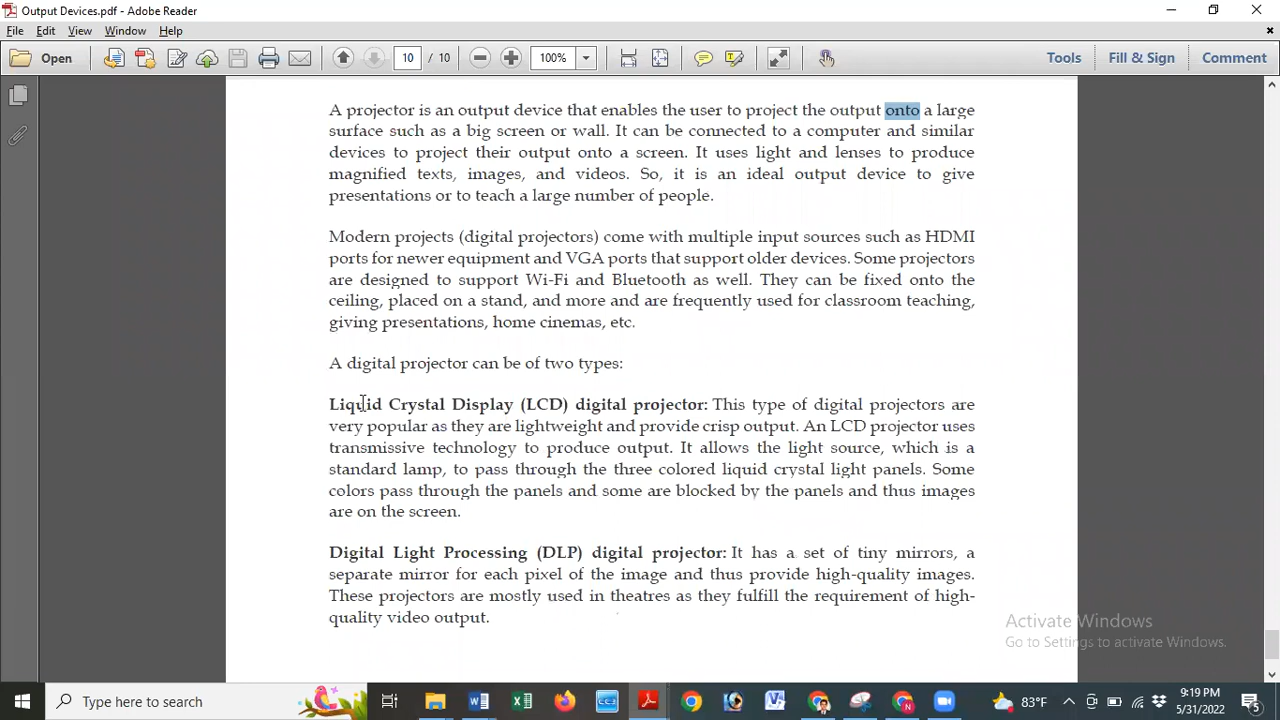 Output Devices.pdf - Adobe Reader
File Edit View Window Help
Open 10 / 10 100% Tools Fill & Sign Comment
A projector is an output device that enables the user to project the output onto a large
surface such as a big screen or wall. It can be connected to a computer and similar
devices to project their output onto a screen. It uses light and lenses to produce
magnified texts, images, and videos. So, it is an ideal output device to give
presentations or to teach a large number of people.
Modern projects (digital projectors) come with multiple input sources such as HDMI
ports for newer equipment and VGA ports that support older devices. Some projectors
are designed to support Wi-Fi and Bluetooth as well. They can be fixed onto the
ceiling, placed on a stand, and more and are frequently used for classroom teaching,
giving presentations, home cinemas, etc.
A digital projector can be of two types:
Liquid Crystal Display (LCD) digital projector: This type of digital projectors are
very popular as they are lightweight and provide crisp output. An LCD projector uses
transmissive technology to produce output. It allows the light source, which is a
standard lamp, to pass through the three colored liquid crystal light panels. Some
colors pass through the panels and some are blocked by the panels and thus images
are on the screen.
Digital Light Processing (DLP) digital projector: It has a set of tiny mirrors, a
separate mirror for each pixel of the image and thus provide high-quality images.
These projectors are mostly used in theatres as they fulfill the requirement of high-
quality video output.
Activate Windows
Go to Settings to activate Windows.
Type here to search
83°F
9:19 PM
5/31/2022
5